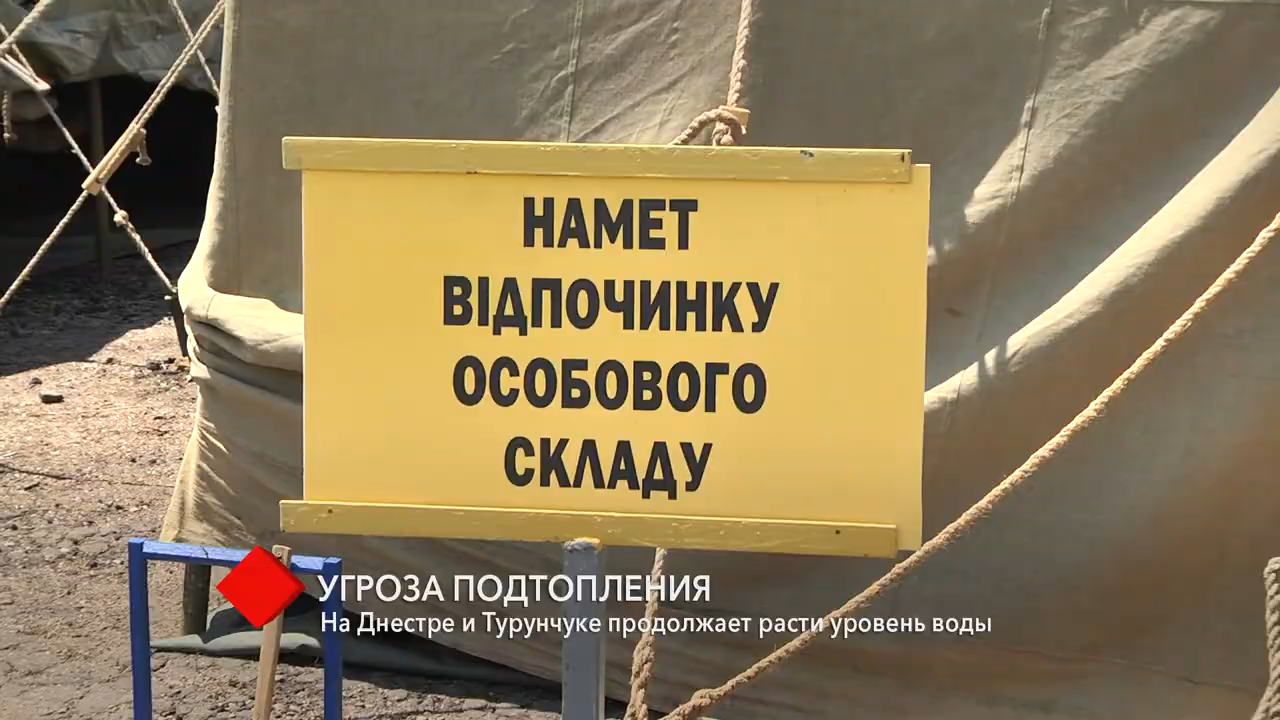 НАМЕТ
ВІДПОЧИНКУ
ОСОБОВОГО
СКЛАДУ
УГРОЗА ПОДТОПЛЕНИЯ
На Днестре и Турунчуке продолжает расти уровень воды